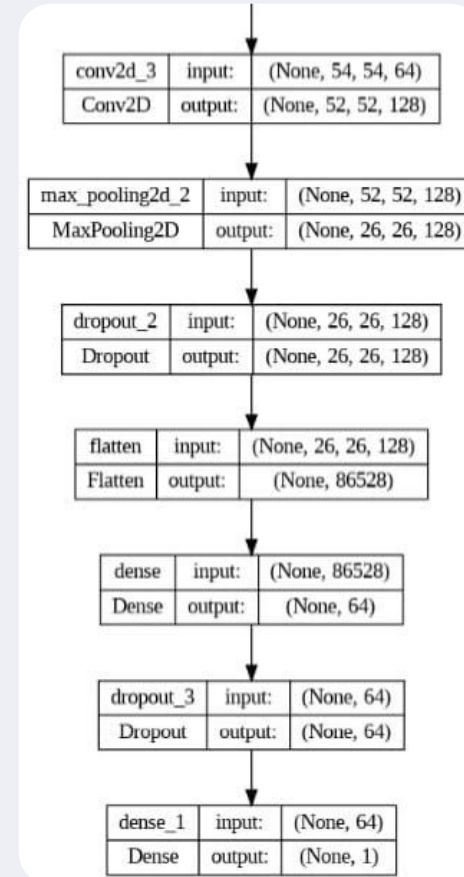 conv2d_3 input: (None, 54, 54, 64)
Conv2D output: (None, 52, 52, 128)
max_pooling2d_2 input: (None, 52, 52, 128)
MaxPooling2D output: (None, 26, 26, 128)
dropout_2 input: (None, 26, 26, 128)
Dropout output: (None, 26, 26, 128)
flatten input: (None, 26, 26, 128)
Flatten output: (None, 86528)
dense input: (None, 86528)
Dense output: (None, 64)
dropout_3 input: (None, 64)
Dropout output: (None, 64)
dense_1 input: (None, 64)
Dense output: (None, 1)